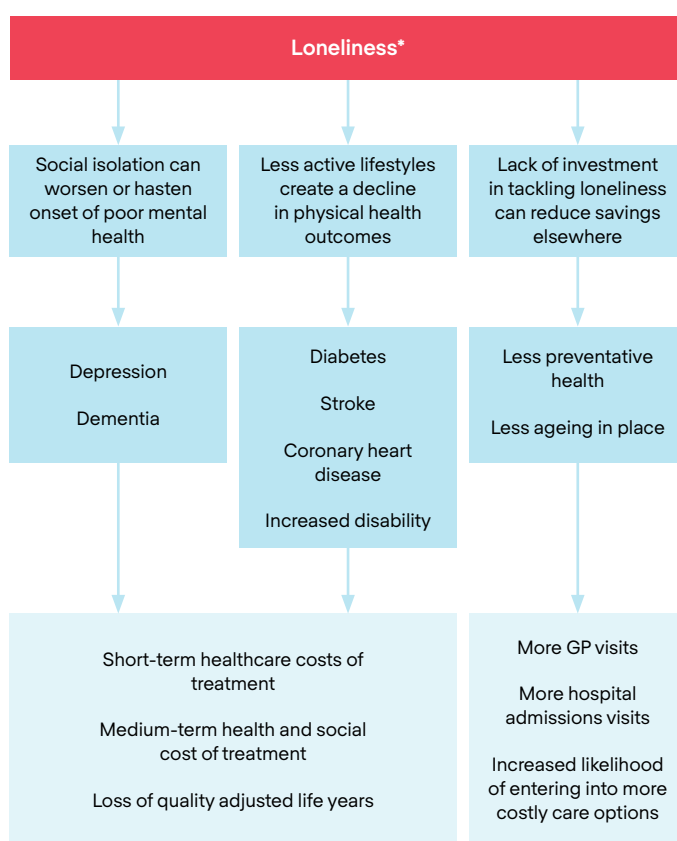 Loneliness*
Social isolation can
worsen or hasten
onset of poor mental
health
Less active lifestyles
create a decline
in physical health
outcomes
Lack of investment
in tackling loneliness
can reduce savings
elsewhere
Depression
Dementia
Diabetes
Stroke
Coronary heart
disease
Increased disability
Less preventative
health
Less ageing in place
Short-term healthcare costs of
treatment
Medium-term health and social
cost of treatment
Loss of quality adjusted life years
More GP visits
More hospital
admissions visits
Increased likelihood
of entering into more
costly care options